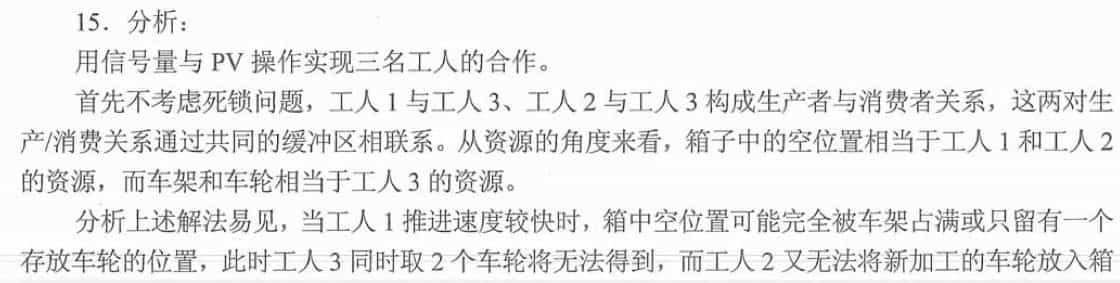 15．分析：
用信号量与 PV 操作实现三名工人的合作。
首先不考虑死锁问题，工人 1 与工人 3、工人 2 与工人 3 构成生产者与消费者关系，这两对生
产/消费关系通过共同的缓冲区相联系。从资源的角度来看，箱子中的空位置相当于工人 1 和工人 2
的资源，而车架和车轮相当于工人 3 的资源。
分析上述解法易见，当工人 1 推进速度较快时，箱中空位置可能完全被车架占满或只留有一个
存放车轮的位置，此时工人 3 同时取 2 个车轮将无法得到，而工人 2 又无法将新加工的车轮放入箱